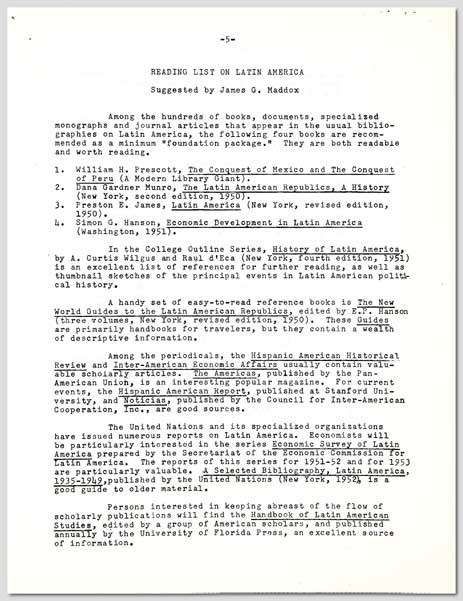 -5-
READING LIST ON LATIN AMERICA
Suggested by James G. Maddox
Among the hundreds of books, documents, specialized
monographs and journal articles that appear in the usual biblio-
graphies on Latin America, the following four books are recom-
mended as a minimum "foundation package." They are both readable
and worth reading.
1. William H. Prescott, The Conquest of Mexico and The Conquest
of Peru (A Modern Library Giant).
2. Dana Gardner Munro, The Latin American Republics, A History
(New York, second edition, 1950).
3. Preston E. James, Latin America (New York, revised edition,
1950).
4. Simon G. Hanson, Economic Development in Latin America
(Washington, 1951).
In the College Outline Series, History of Latin America,
by A. Curtis Wilgus and Raul d'Eca (New York, fourth edition, 1951)
is an excellent list of references for further reading, as well as
thumbnail sketches of the principal events in Latin American politi-
cal history.
A handy set of easy-to-read reference books is The New
World Guides to the Latin American Republics, edited by E.P. Hanson
(three volumes, New York, revised edition, 1950). These Guides
are primarily handbooks for travelers, but they contain a wealth
of descriptive information.
Among the periodicals, the Hispanic American Historical
Review and Inter-American Economic Affairs usually contain valu-
able scholarly articles. The Americas, published by the Pan-
American Union, is an interesting popular magazine. For current
events, the Hispanic American Report, published at Stanford Uni-
versity, and Noticias, published by the Council for Inter-American
Cooperation, Inc., are good sources.
The United Nations and its specialized organizations
have issued numerous reports on Latin America. Economists will
be particularly interested in the series Economic Survey of Latin
America prepared by the Secretariat of the Economic Commission for
Latin America. The reports of this series for 1951-52 and for 1953
are particularly valuable. A Selected Bibliography, Latin America,
1935-1949, published by the United Nations (New York, 1952), is a
good guide to older material.
Persons interested in keeping abreast of the flow of
scholarly publications will find the Handbook of Latin American
Studies, edited by a group of American scholars, and published
annually by the University of Florida Press, an excellent source
of information.